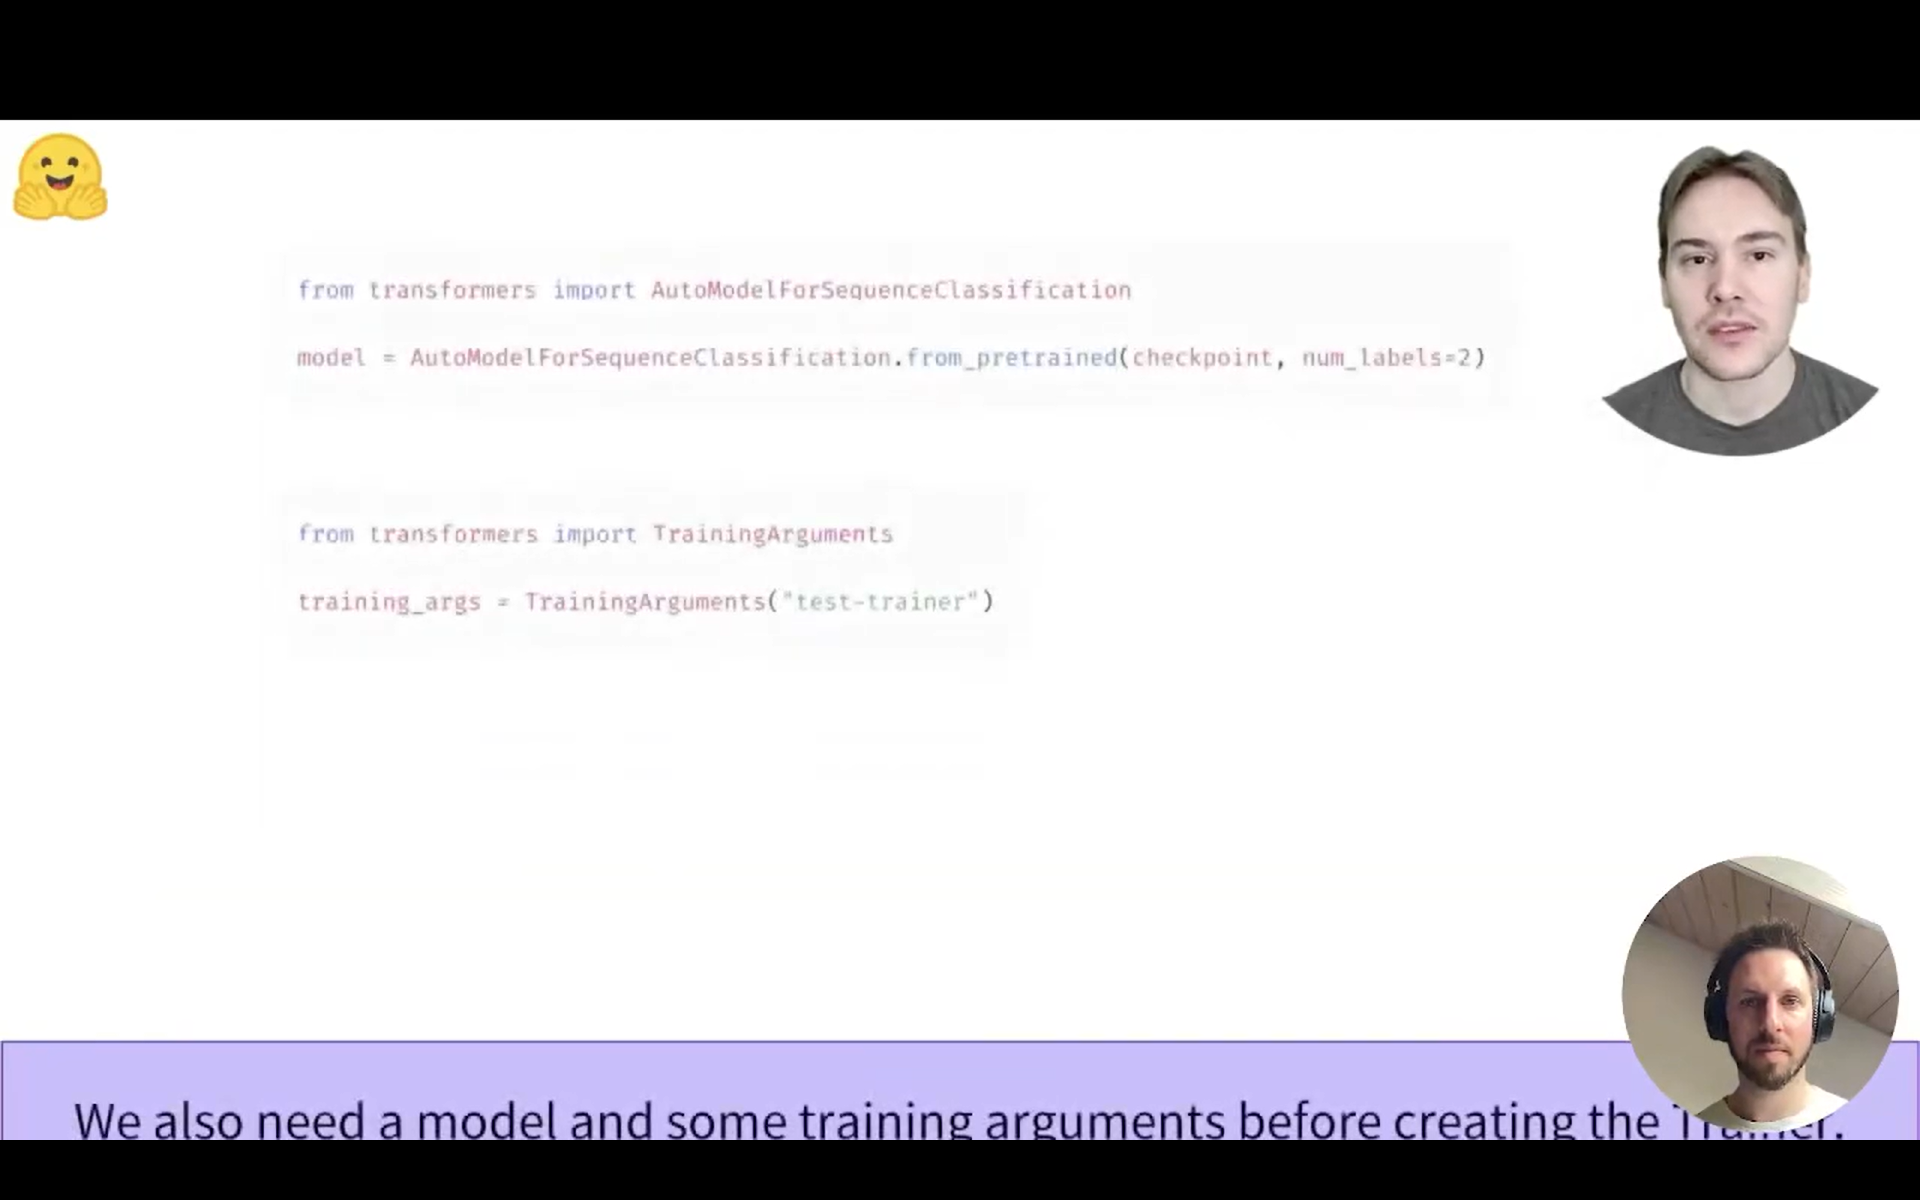 from transformers import AutoModelForSequenceClassification
model = AutoModelForSequenceClassification.from_pretrained(checkpoint, num_labels=2)
from transformers import TrainingArguments
training_args = TrainingArguments("test-trainer")
We also need a model and some training arguments before creating the Trainer.